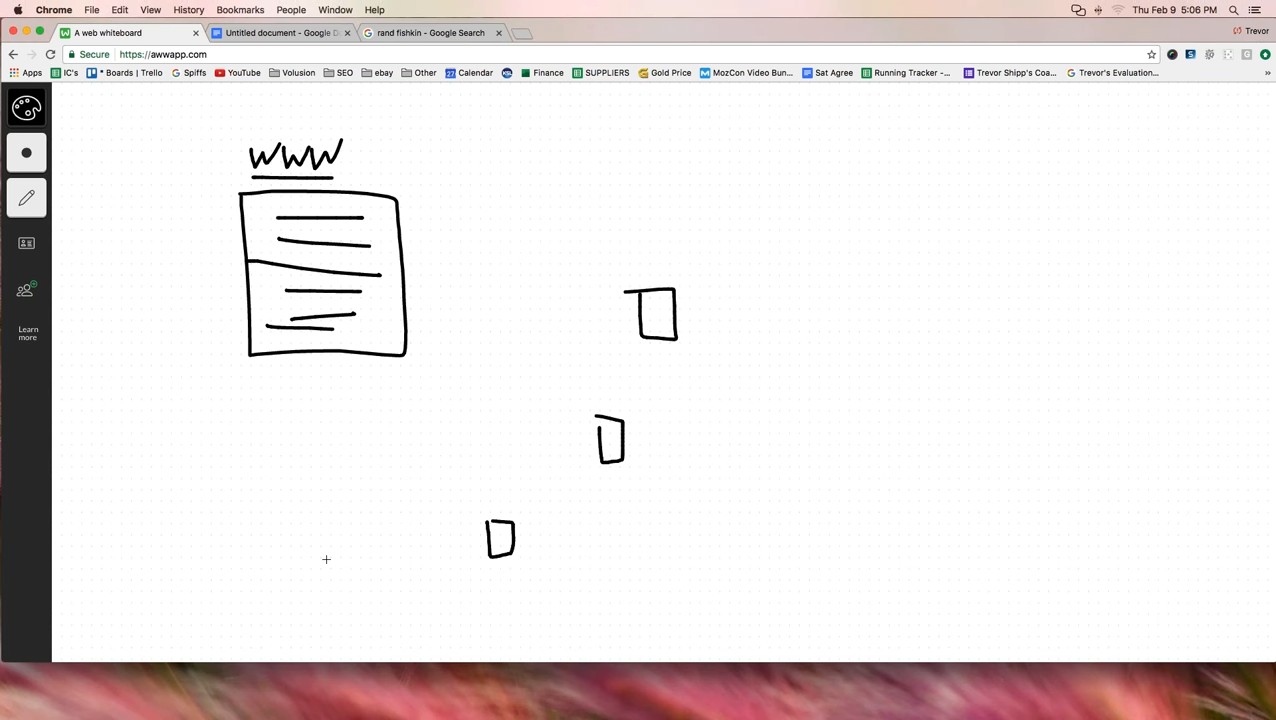 Chrome File Edit View History Bookmarks People Window Help Thu Feb 9 5:06 PM
A web whiteboard Untitled document - Google D rand fishkin - Google Search Trevor
Secure https://awwapp.com
Apps IC's * Boards | Trello Spiffs YouTube Volusion SEO ebay Other Calendar KSL Finance SUPPLIERS Gold Price MozCon Video Bun... Sat Agree Running Tracker -... Trevor Shipp's Coa... Trevor's Evaluation... »
WWW
Learn
more